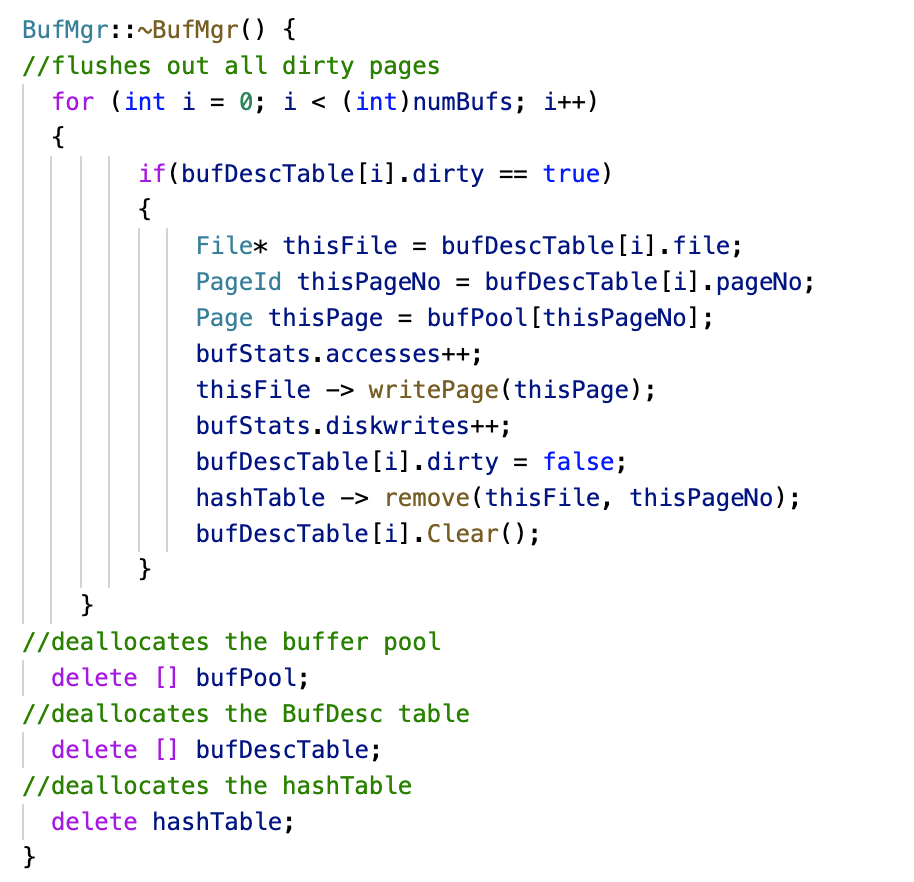 BufMgr::~BufMgr() {
//flushes out all dirty pages
for (int i = 0; i < (int)numBufs; i++)
{
if(bufDescTable[i].dirty == true)
{
File* thisFile = bufDescTable[i].file;
PageId thisPageNo = bufDescTable[i].pageNo;
Page thisPage = bufPool[thisPageNo];
bufStats.accesses++;
thisFile -> writePage(thisPage);
bufStats.diskwrites++;
bufDescTable[i].dirty = false;
hashTable -> remove(thisFile, thisPageNo);
bufDescTable[i].Clear();
}
}
//deallocates the buffer pool
delete [] bufPool;
//deallocates the BufDesc table
delete [] bufDescTable;
//deallocates the hashTable
delete hashTable;
}